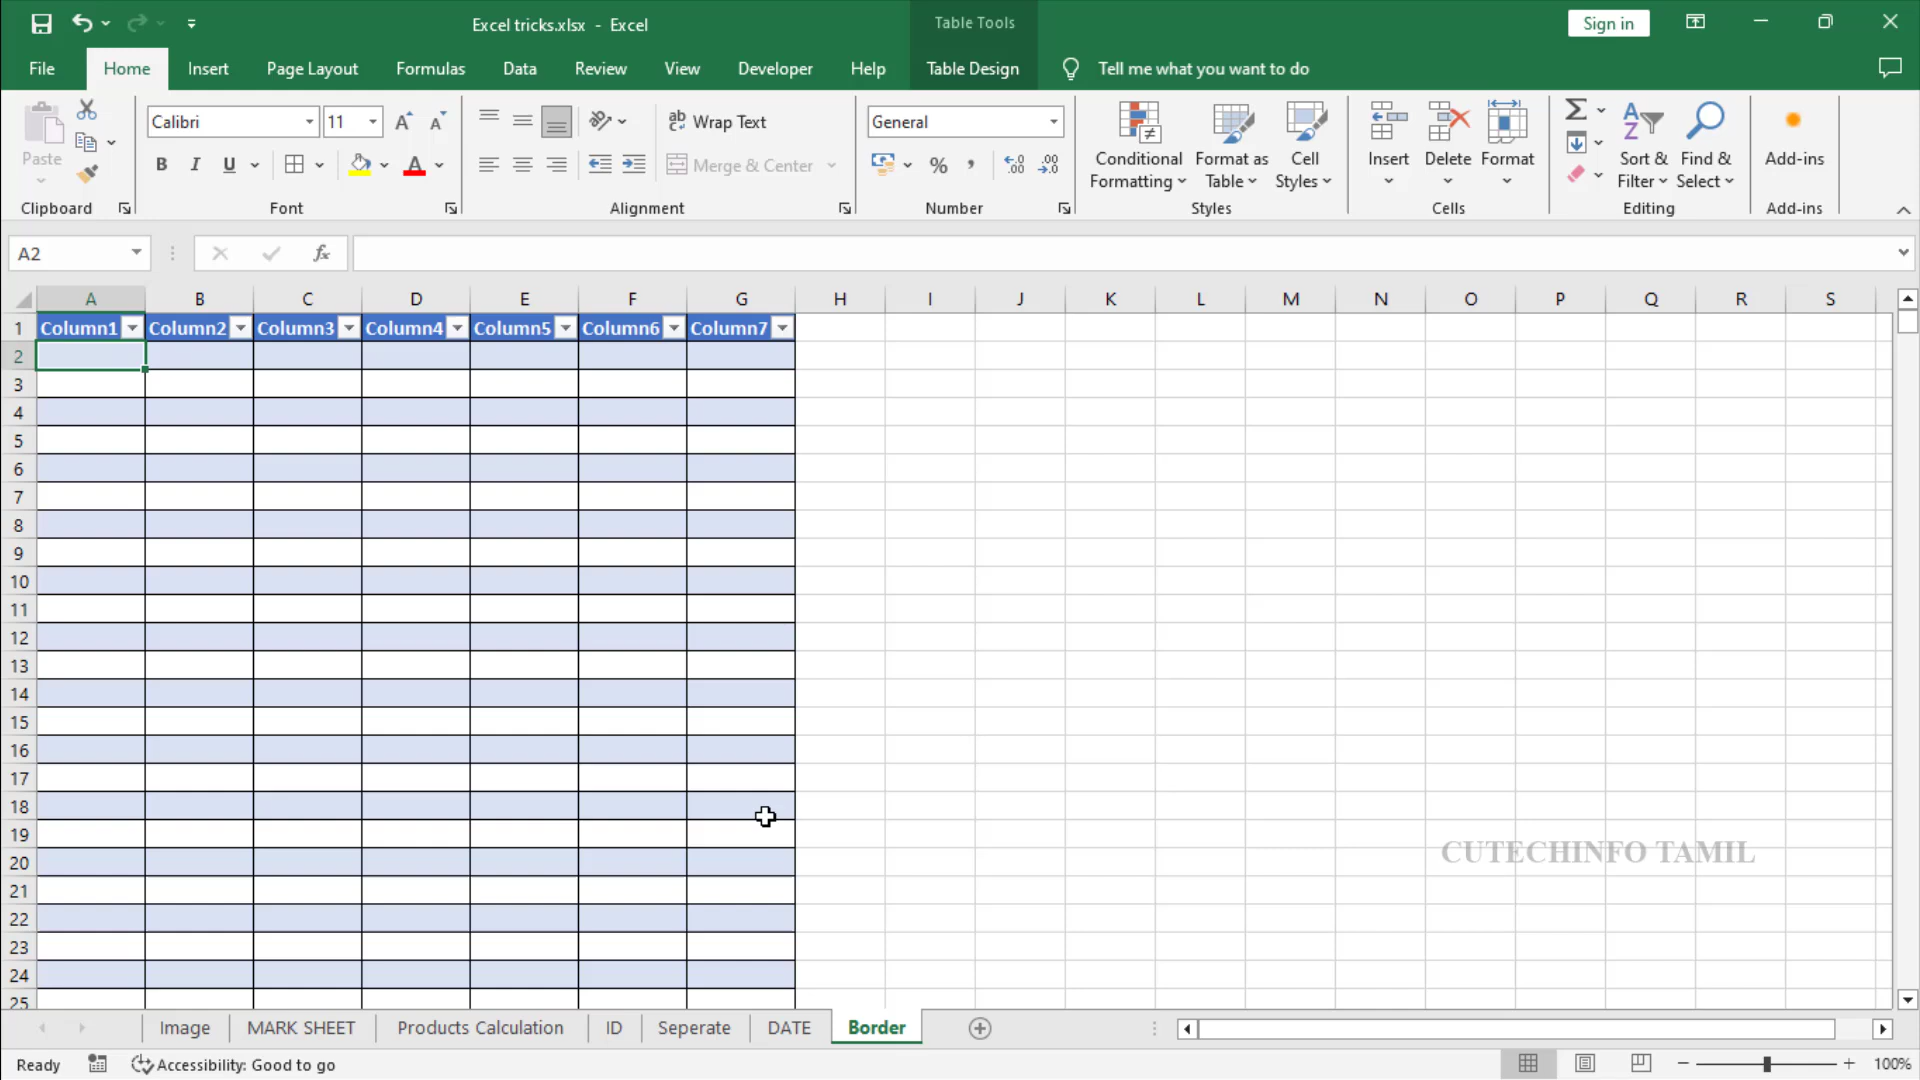 Excel tricks.xlsx - Excel
Table Tools
Sign in
File Home Insert Page Layout Formulas Data Review View Developer Help Table Design Tell me what you want to do
Paste
Calibri 11
B I U A
ab Wrap Text
Merge & Center
General
% ,
Conditional Formatting
Format as Table
Cell Styles
Insert
Delete
Format
Sort & Filter
Find & Select
Add-ins
Clipboard Font Alignment Number Styles Cells Editing Add-ins
A2 fx
A B C D E F G H I J K L M N O P Q R S
1 Column1 Column2 Column3 Column4 Column5 Column6 Column7
2
3
4
5
6
7
8
9
10
11
12
13
14
15
16
17
18
19
20
CUTECHINFO TAMIL
21
22
23
24
25
Image MARK SHEET Products Calculation ID Seperate DATE Border
Ready Accessibility: Good to go 100%